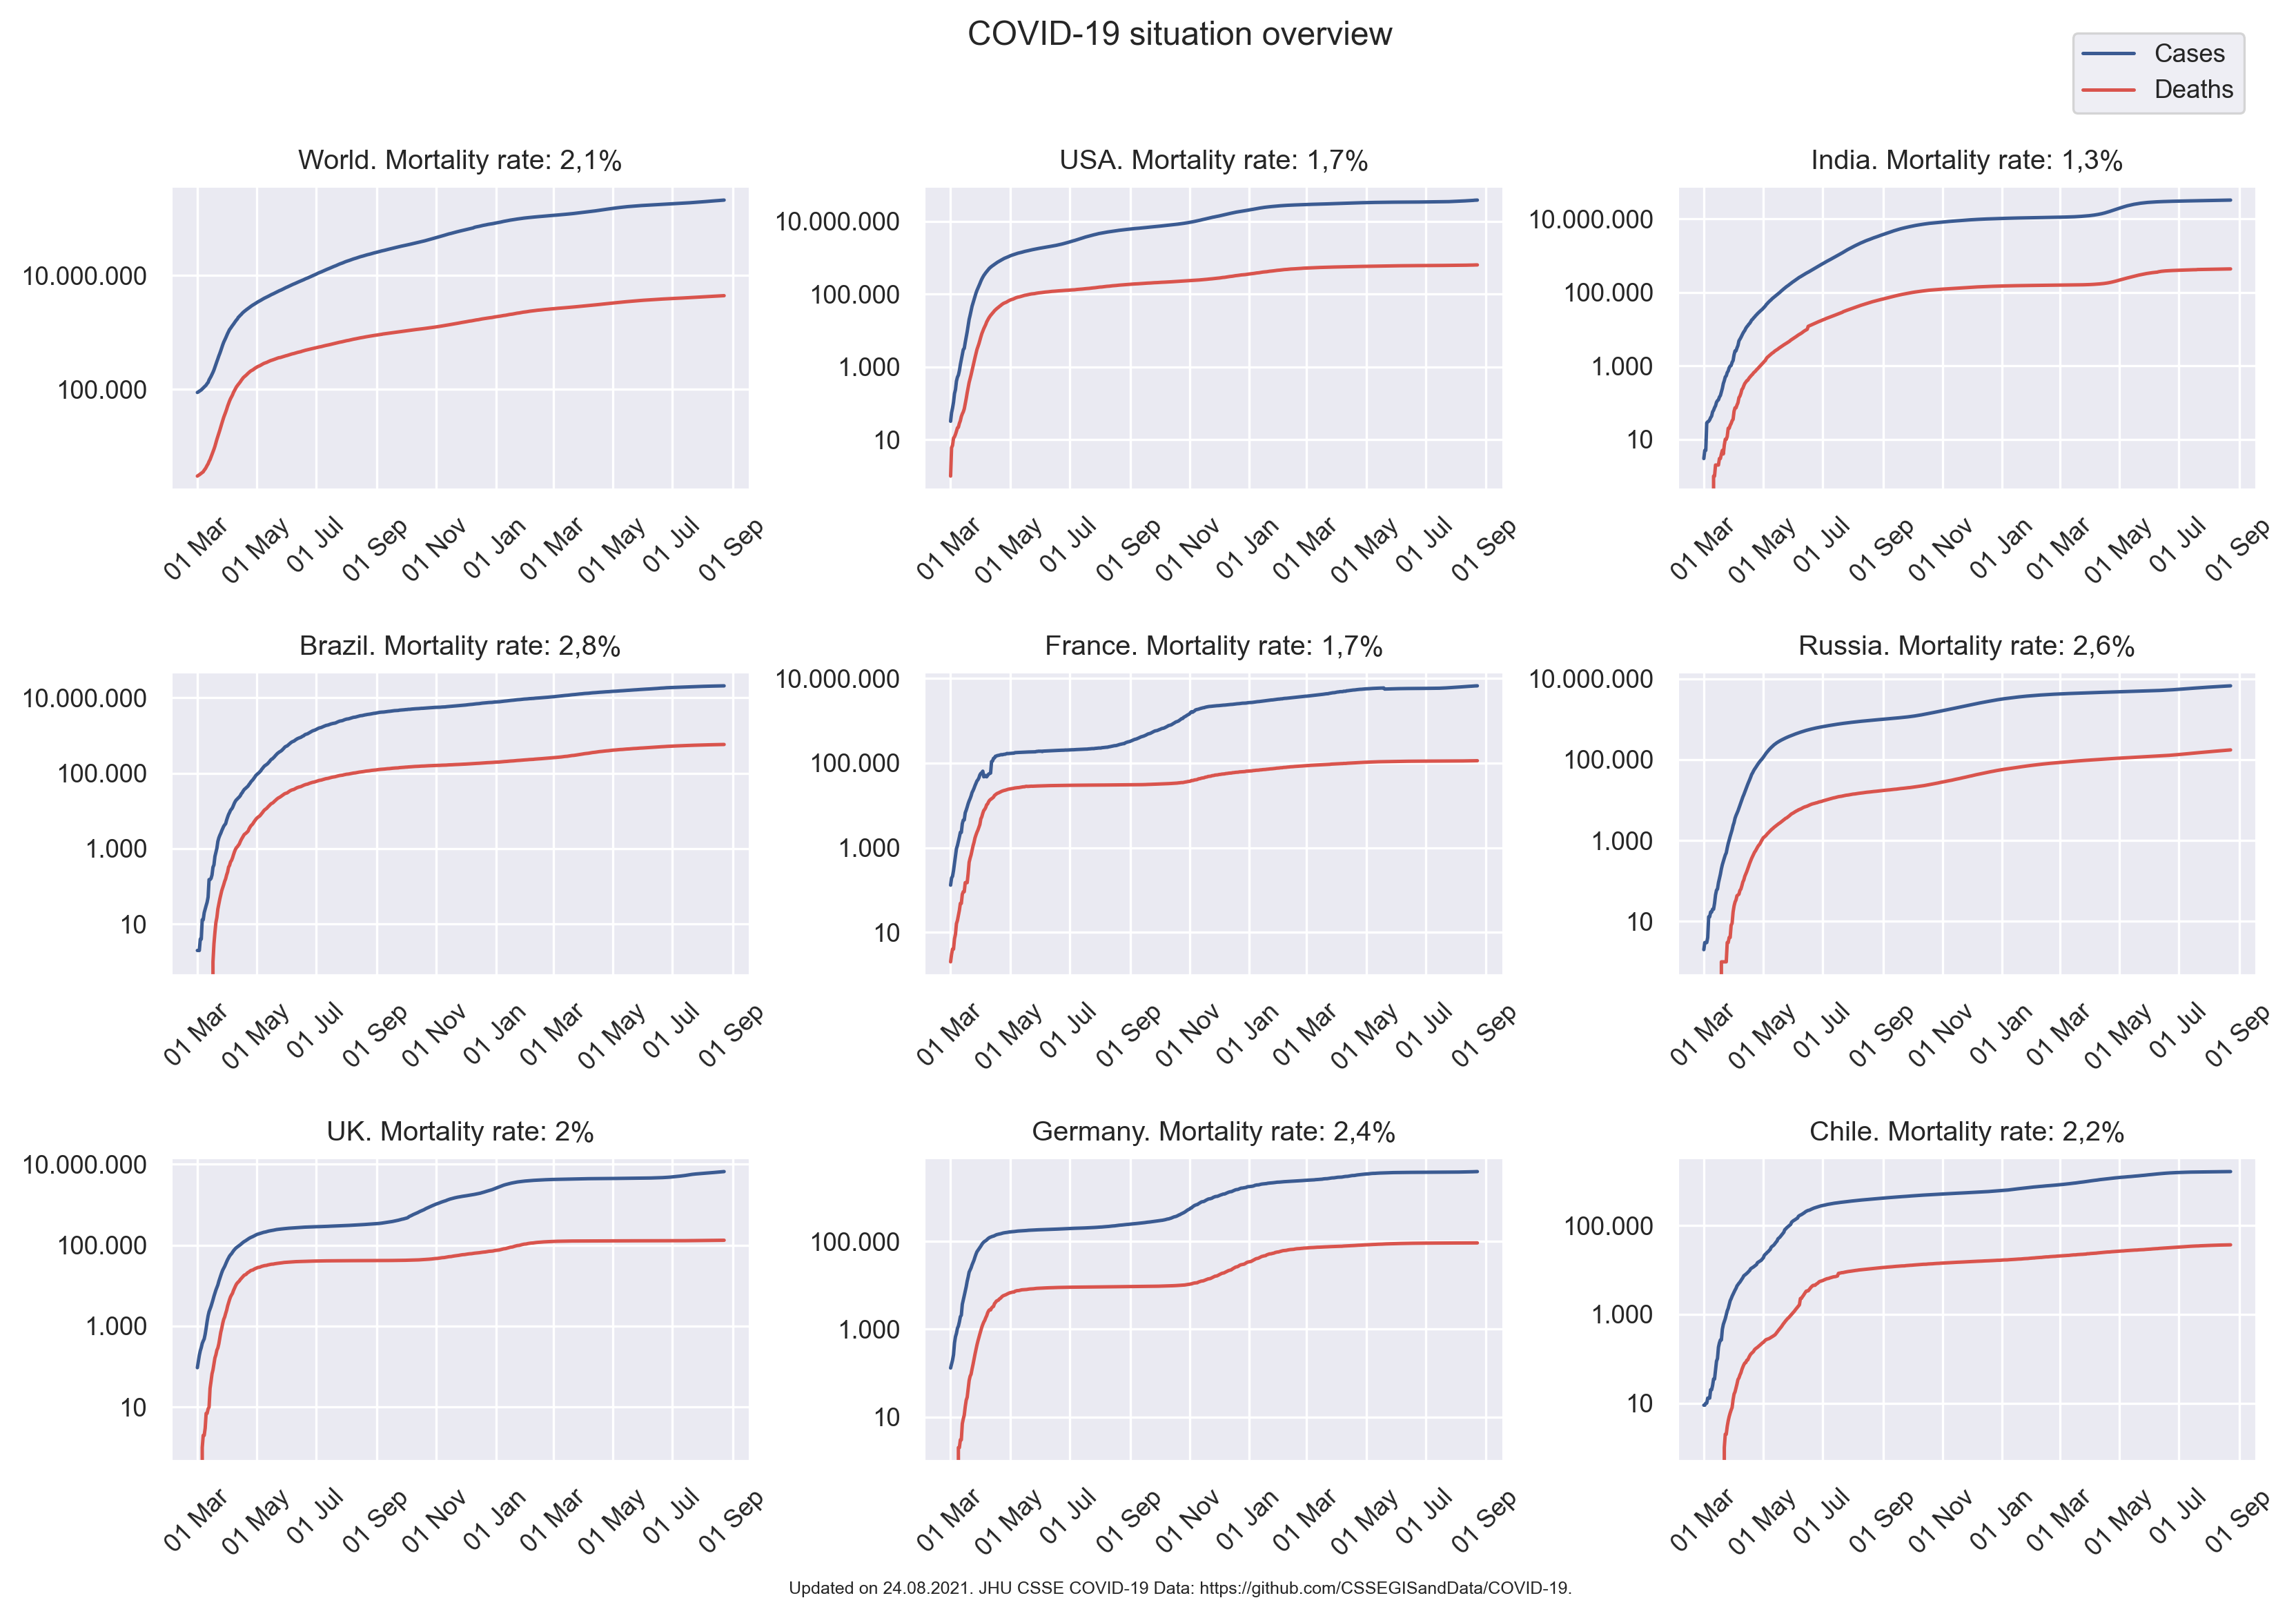 COVID-19 situation overview
Cases
Deaths
World. Mortality rate: 2,1%
10.000.000
100.000
01 Mar
01 May
01 Jul
01 Sep
01 Nov
01 Jan
01 Mar
01 May
01 Jul
01 Sep
USA. Mortality rate: 1,7%
10.000.000
100.000
1.000
10
01 Mar
01 May
01 Jul
01 Sep
01 Nov
01 Jan
01 Mar
01 May
01 Jul
01 Sep
India. Mortality rate: 1,3%
10.000.000
100.000
1.000
10
01 Mar
01 May
01 Jul
01 Sep
01 Nov
01 Jan
01 Mar
01 May
01 Jul
01 Sep
Brazil. Mortality rate: 2,8%
10.000.000
100.000
1.000
10
01 Mar
01 May
01 Jul
01 Sep
01 Nov
01 Jan
01 Mar
01 May
01 Jul
01 Sep
France. Mortality rate: 1,7%
10.000.000
100.000
1.000
10
01 Mar
01 May
01 Jul
01 Sep
01 Nov
01 Jan
01 Mar
01 May
01 Jul
01 Sep
Russia. Mortality rate: 2,6%
10.000.000
100.000
1.000
10
01 Mar
01 May
01 Jul
01 Sep
01 Nov
01 Jan
01 Mar
01 May
01 Jul
01 Sep
UK. Mortality rate: 2%
10.000.000
100.000
1.000
10
01 Mar
01 May
01 Jul
01 Sep
01 Nov
01 Jan
01 Mar
01 May
01 Jul
01 Sep
Germany. Mortality rate: 2,4%
100.000
1.000
10
01 Mar
01 May
01 Jul
01 Sep
01 Nov
01 Jan
01 Mar
01 May
01 Jul
01 Sep
Chile. Mortality rate: 2,2%
100.000
1.000
10
01 Mar
01 May
01 Jul
01 Sep
01 Nov
01 Jan
01 Mar
01 May
01 Jul
01 Sep
Updated on 24.08.2021. JHU CSSE COVID-19 Data: https://github.com/CSSEGISandData/COVID-19.